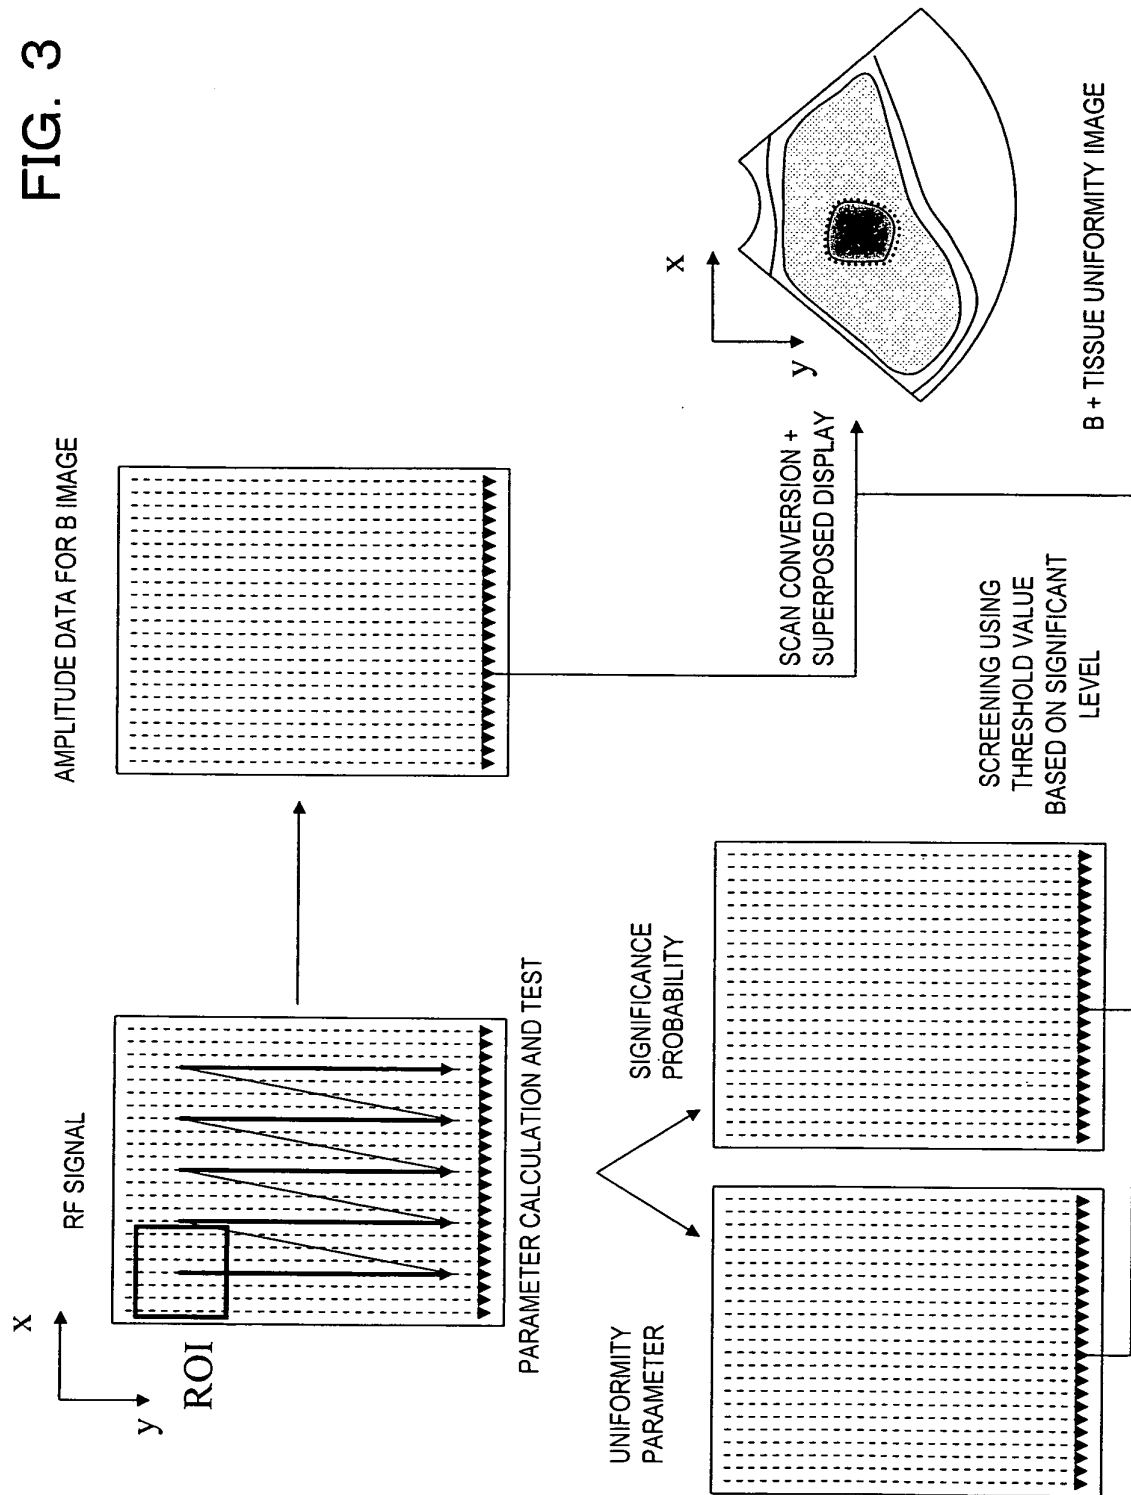 FIG. 3
x
y
ROI
RF SIGNAL
AMPLITUDE DATA FOR B IMAGE
PARAMETER CALCULATION AND TEST
UNIFORMITY
PARAMETER
SIGNIFICANCE
PROBABILITY
SCREENING USING
THRESHOLD VALUE
BASED ON SIGNIFICANT
LEVEL
SCAN CONVERSION +
SUPERPOSED DISPLAY
x
y
B + TISSUE UNIFORMITY IMAGE